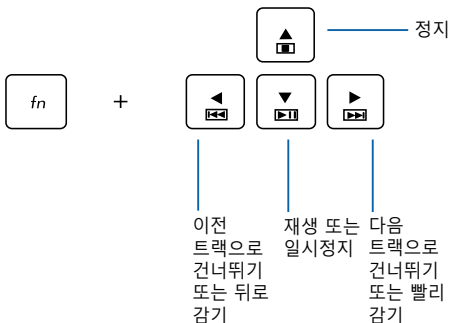 정지
fn
+
이전
트랙으로
건너뛰기
또는 뒤로
감기
재생 또는
일시정지
다음
트랙으로
건너뛰기
또는 빨리
감기